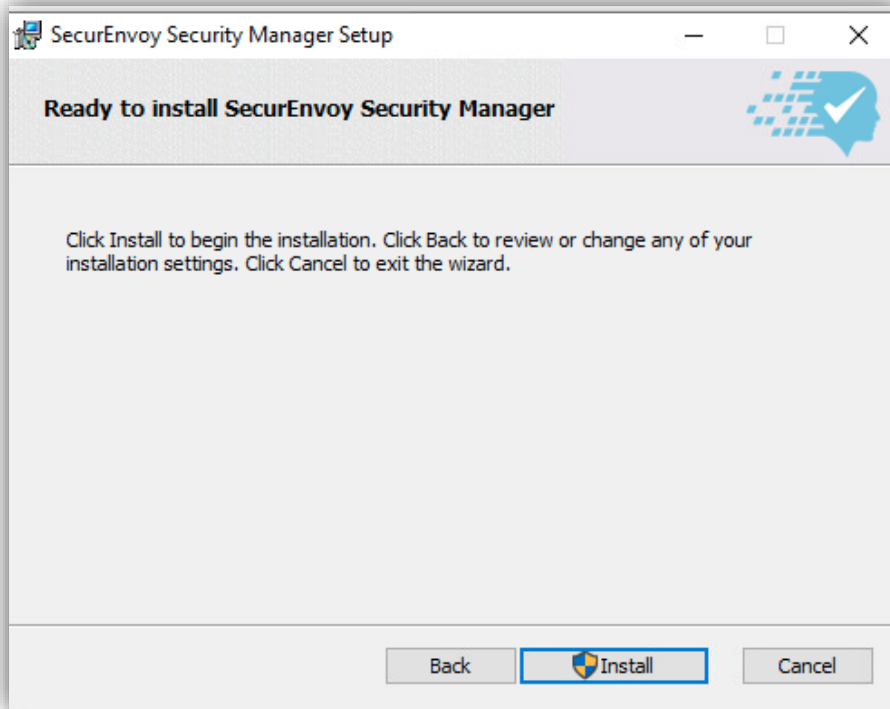 SecurEnvoy Security Manager Setup
Ready to install SecurEnvoy Security Manager
Click Install to begin the installation. Click Back to review or change any of your
installation settings. Click Cancel to exit the wizard.
Back Install Cancel